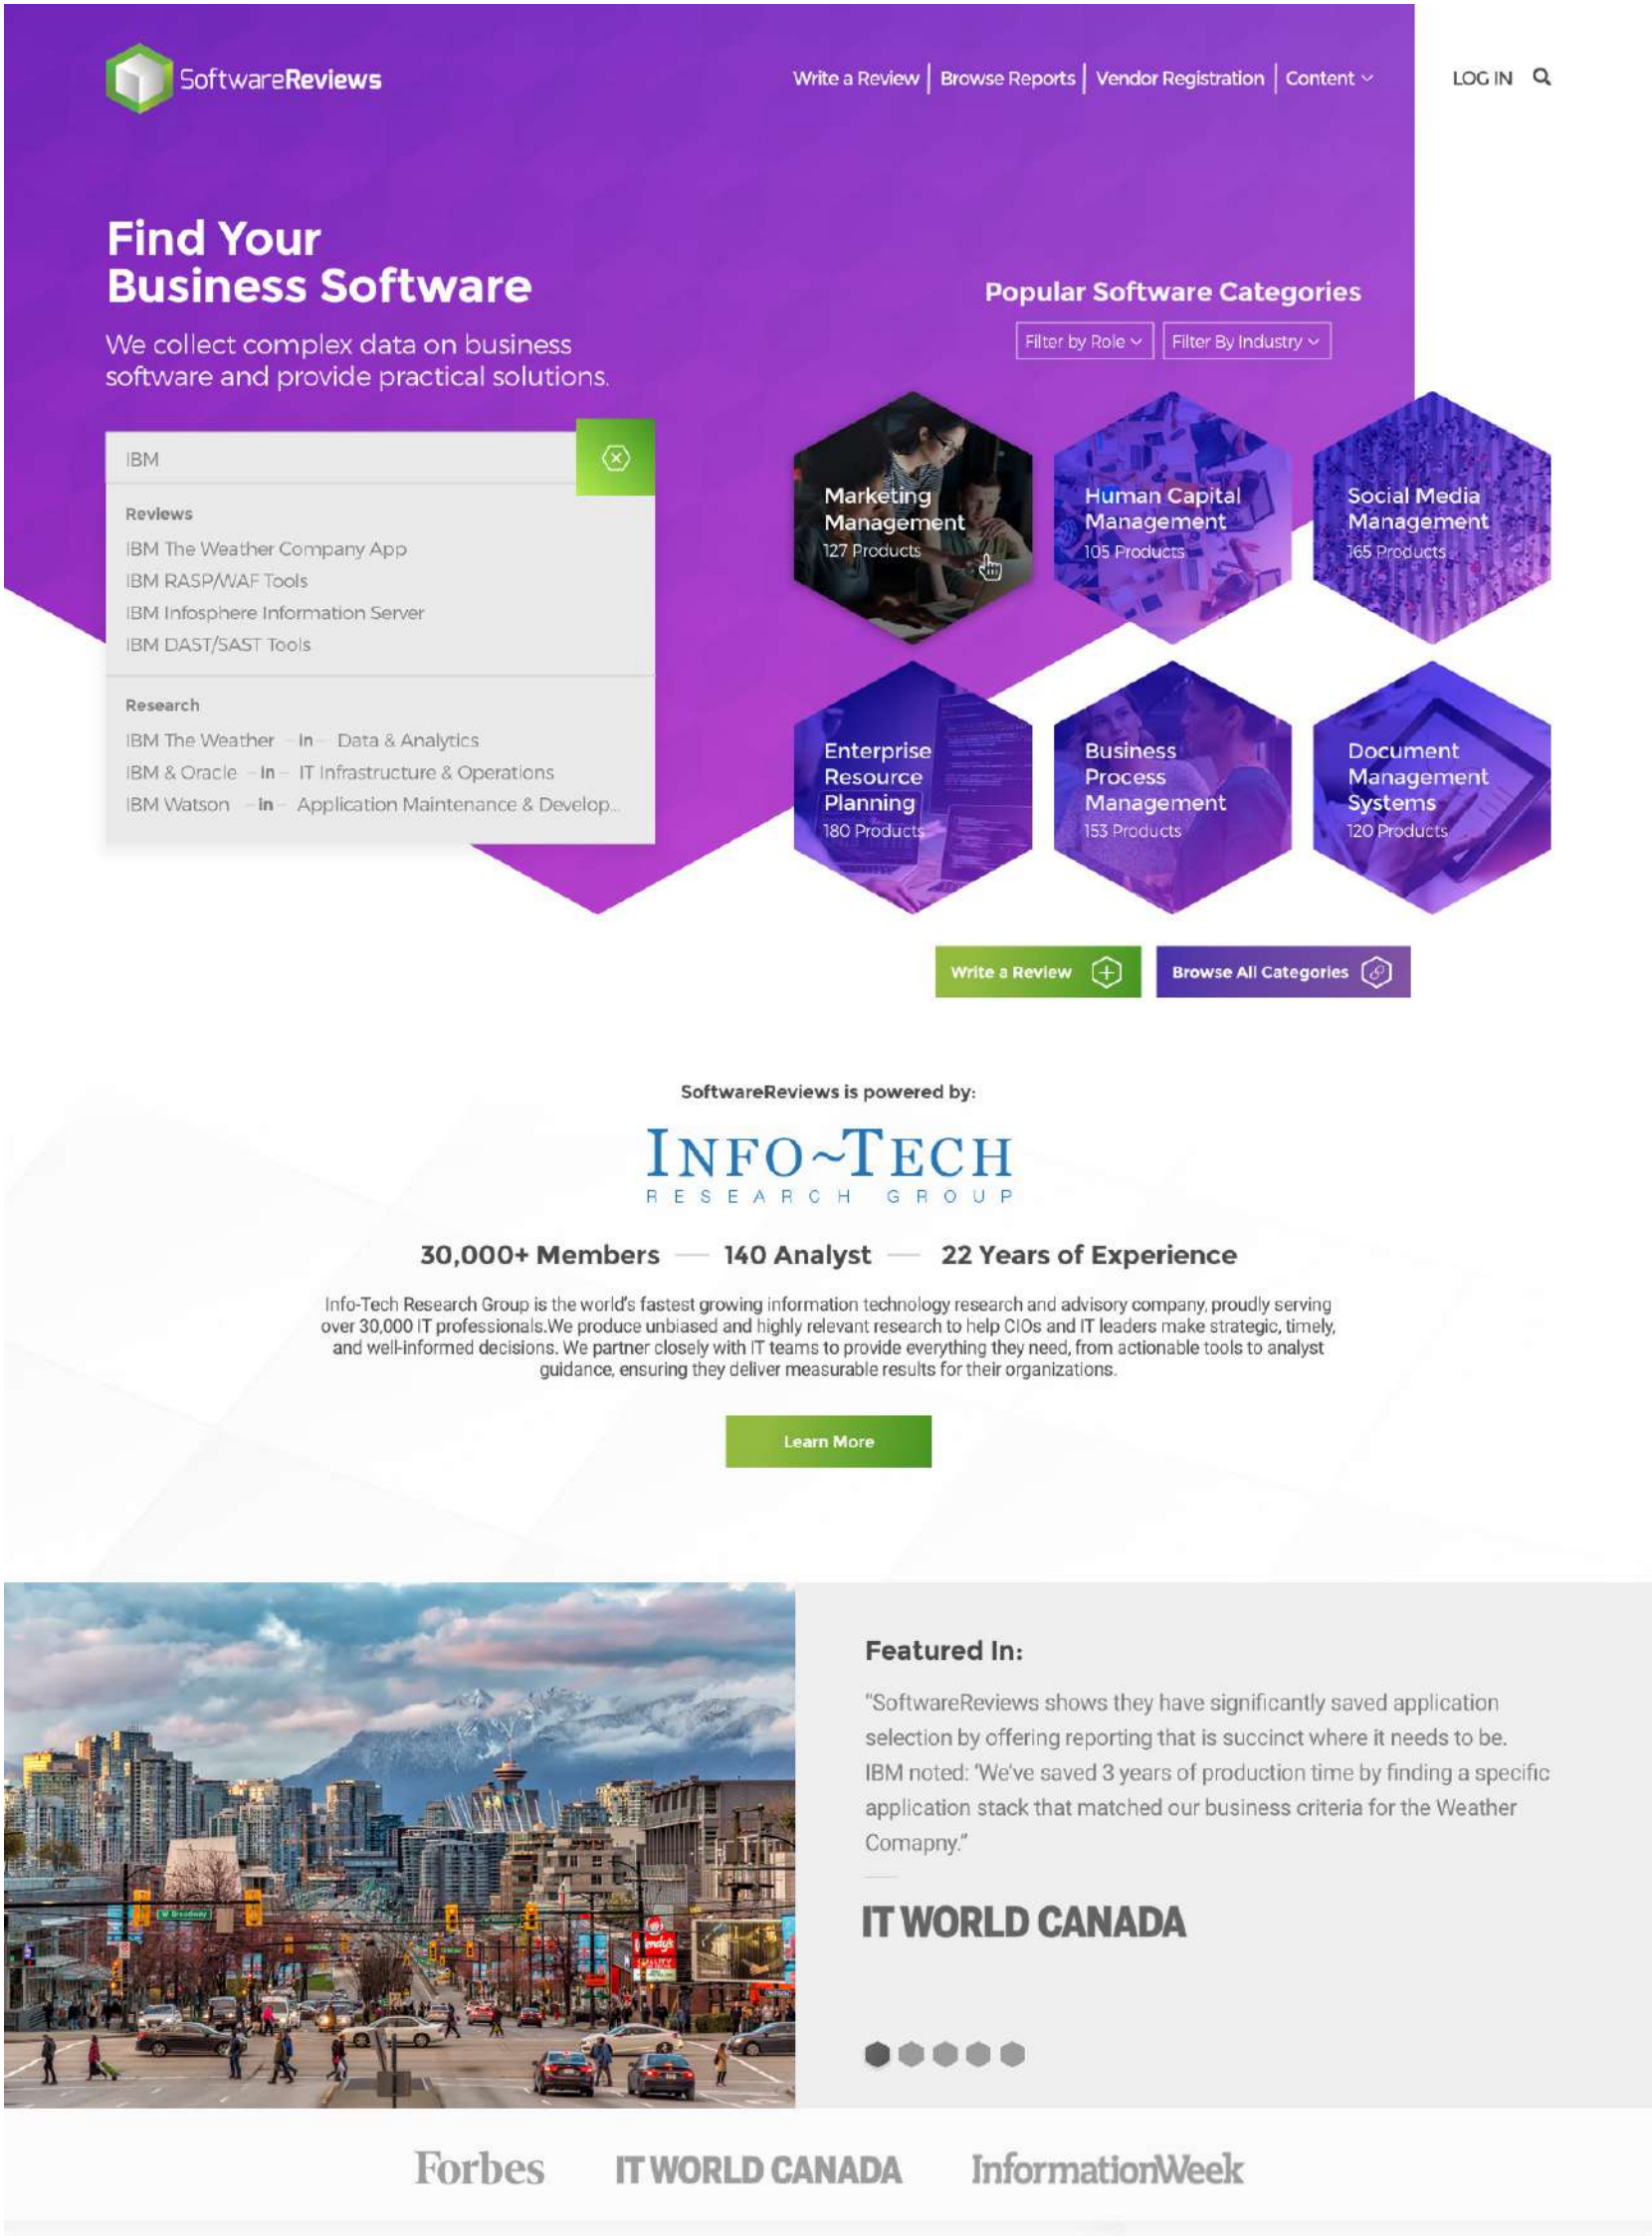 SoftwareReviews
Write a Review
Browse Reports
Vendor Registration
Content
LOG IN
Find Your
Business Software
We collect complex data on business
software and provide practical solutions.
IBM
Reviews
IBM The Weather Company App
IBM RASP/WAF Tools
IBM Infosphere Information Server
IBM DAST/SAST Tools
Research
IBM The Weather – in – Data & Analytics
IBM & Oracle – in – IT Infrastructure & Operations
IBM Watson – in – Application Maintenance & Develop...
Popular Software Categories
Filter by Role
Filter By Industry
Marketing
Management
127 Products
Human Capital
Management
105 Products
Social Media
Management
165 Products
Enterprise
Resource
Planning
180 Products
Business
Process
Management
153 Products
Document
Management
Systems
120 Products
Write a Review
Browse All Categories
SoftwareReviews is powered by:
INFO~TECH
RESEARCH GROUP
30,000+ Members — 140 Analyst — 22 Years of Experience
Info-Tech Research Group is the world's fastest growing information technology research and advisory company, proudly serving
over 30,000 IT professionals.We produce unbiased and highly relevant research to help CIOs and IT leaders make strategic, timely,
and well-informed decisions. We partner closely with IT teams to provide everything they need, from actionable tools to analyst
guidance, ensuring they deliver measurable results for their organizations.
Learn More
W Broadway
Wendy's
QUALITY
Featured In:
"SoftwareReviews shows they have significantly saved application
selection by offering reporting that is succinct where it needs to be.
IBM noted: 'We've saved 3 years of production time by finding a specific
application stack that matched our business criteria for the Weather
Comapny."
IT WORLD CANADA
Forbes
IT WORLD CANADA
InformationWeek